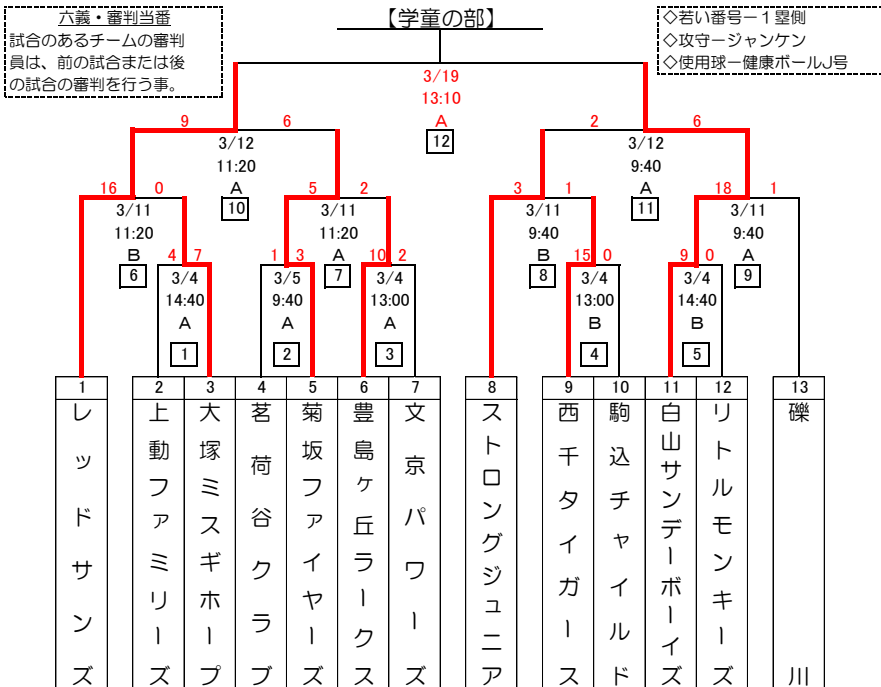 六義・審判当番
試合のあるチームの審判
員は、前の試合または後
の試合の審判を行う事。
【学童の部】
◇若い番号－１塁側
◇攻守－ジャンケン
◇使用球－健康ボールJ号
3/19
13:10
A
12
9 6
3/12
11:20
A
10
2 6
3/12
9:40
A
11
16 0
3/11
11:20
B
6
5 2
3/11
11:20
A
7
3 1
3/11
9:40
B
8
18 1
3/11
9:40
A
9
4 7
3/4
14:40
A
1
1 3
3/5
9:40
A
2
10 2
3/4
13:00
A
3
15 0
3/4
13:00
B
4
9 0
3/4
14:40
B
5
1
レッドサンズ
2
上動ファミリーズ
3
大塚ミスギホープ
4
茗荷谷クラブ
5
菊坂ファイヤーズ
6
豊島ヶ丘ラークス
7
文京パワーズ
8
ストロングジュニア
9
西千タイガース
10
駒込チャイルド
11
白山サンデーボーイズ
12
リトルモンキーズ
13
礫川